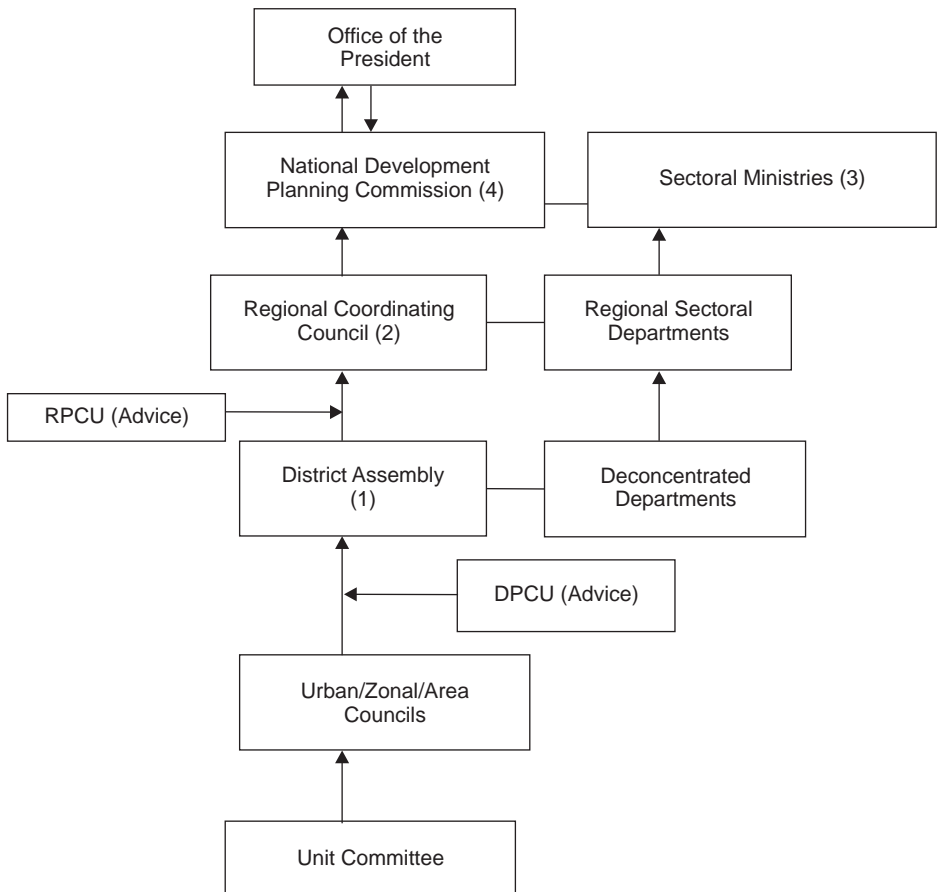 Office of the
President
National Development
Planning Commission (4)
Sectoral Ministries (3)
Regional Coordinating
Council (2)
Regional Sectoral
Departments
RPCU (Advice)
District Assembly
(1)
Deconcentrated
Departments
DPCU (Advice)
Urban/Zonal/Area
Councils
Unit Committee